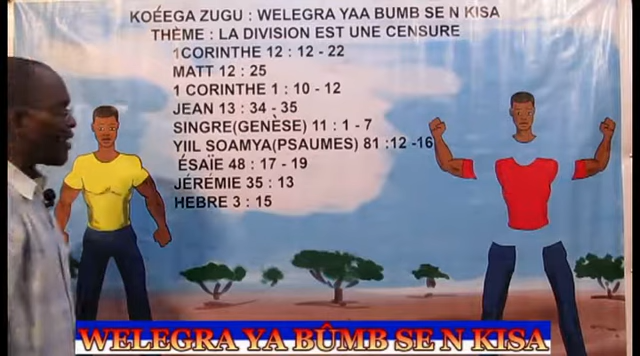 KOÉEGA ZUGU : WELEGRA YAA BUMB SE N KISA
THÈME : LA DIVISION EST UNE CENSURE
1CORINTHE 12 : 12 - 22
MATT 12 : 25
1 CORINTHE 1 : 10 - 12
JEAN 13 : 34 - 35
SINGRE(GENÈSE) 11 : 1 - 7
YIIL SOAMYA(PSAUMES) 81 :12 -16
ÉSAÏE 48 : 17 - 19
JÉRÉMIE 35 : 13
HEBRE 3 : 15
WELEGRA YA BÛMB SE N KISA